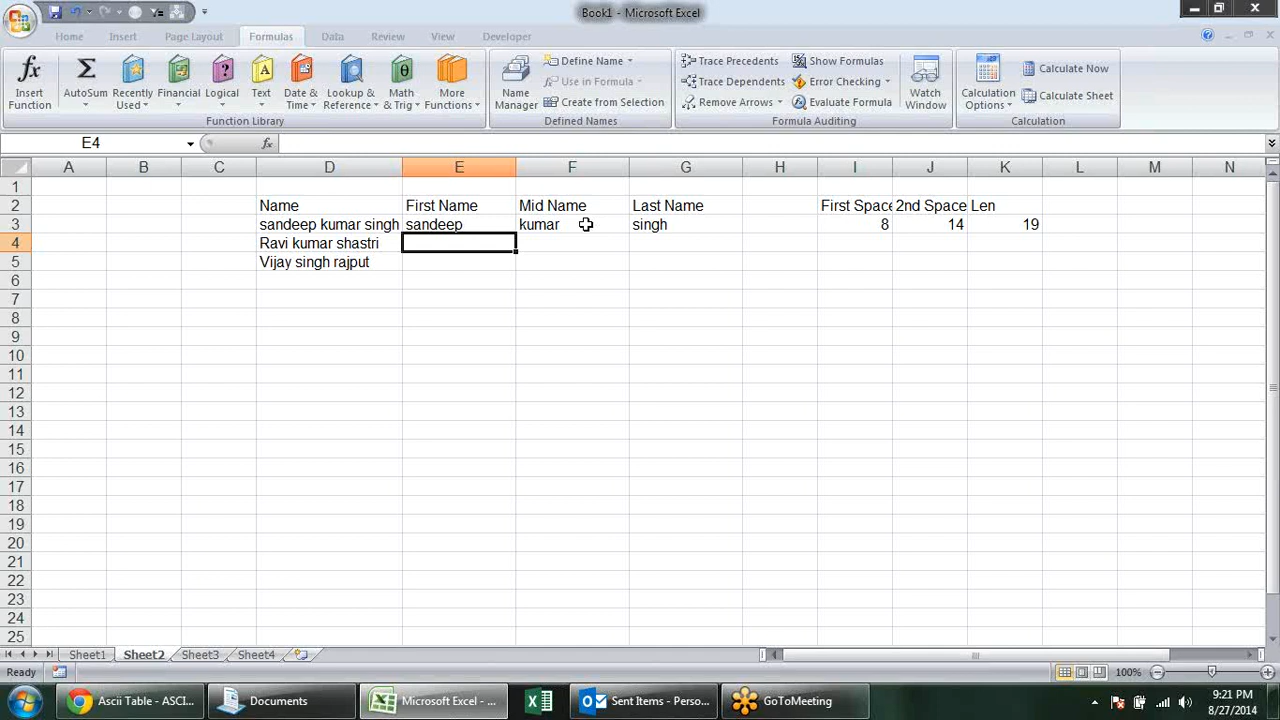 Book1 - Microsoft Excel
Home Insert Page Layout Formulas Data Review View Developer
Insert Function
AutoSum
Recently Used
Financial
Logical
Text
Date & Time
Lookup & Reference
Math & Trig
More Functions
Function Library
Name Manager
Define Name
Use in Formula
Create from Selection
Defined Names
Trace Precedents
Trace Dependents
Remove Arrows
Show Formulas
Error Checking
Evaluate Formula
Formula Auditing
Watch Window
Calculation Options
Calculate Now
Calculate Sheet
Calculation
E4
fx
A B C D E F G H I J K L M N
1
2 Name First Name Mid Name Last Name First Space 2nd Space Len
3 sandeep kumar singh sandeep kumar singh 8 14 19
4 Ravi kumar shastri
5 Vijay singh rajput
6
7
8
9
10
11
12
13
14
15
16
17
18
19
20
21
22
23
24
25
Sheet1 Sheet2 Sheet3 Sheet4
Ready 100%
Ascii Table - ASCI... Documents Microsoft Excel - ... Sent Items - Perso... GoToMeeting
9:21 PM
8/27/2014